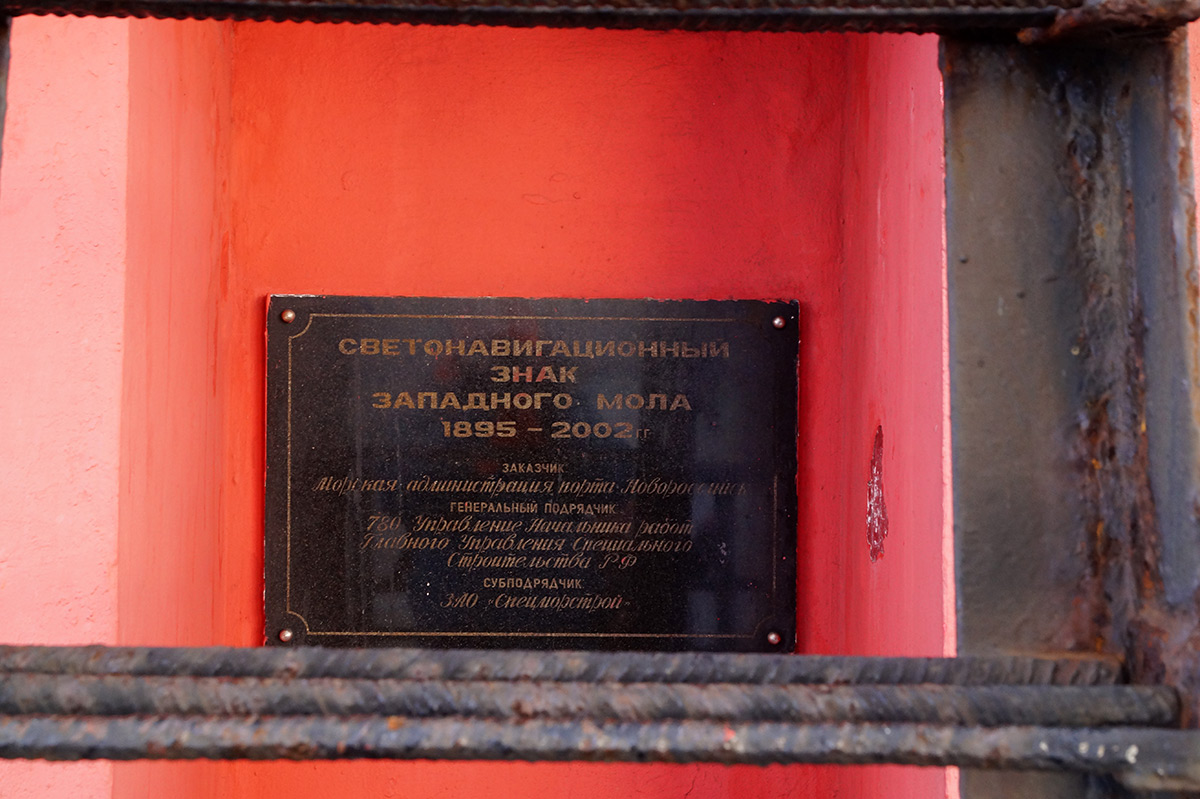 СВЕТОНАВИГАЦИОННЫЙ
ЗНАК
ЗАПАДНОГО МОЛА
1895 – 2002гг
ЗАКАЗЧИК
Морская администрация порта Новороссийск
ГЕНЕРАЛЬНЫЙ ПОДРЯДЧИК
780 Управление Начальника работ
Главного Управления Специального
Строительства РФ
СУБПОДРЯДЧИК
ЗАО «Спецморстрой»